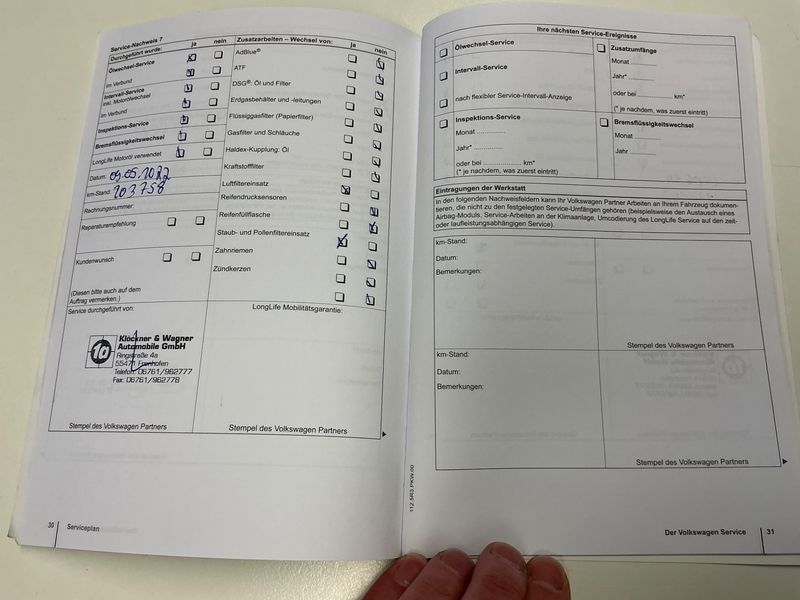 Service-Nachweis 7
Durchgeführt wurde: ja nein
Ölwechsel-Service
im Verbund
Intervall-Service
inkl. Motorölwechsel
im Verbund
Inspektions-Service
Bremsflüssigkeitswechsel
LongLife Motoröl verwendet
Datum: 09.05.2022
km-Stand: 103758
Rechnungsnummer:
Reparaturempfehlung
Kundenwunsch
(Diesen bitte auch auf dem
Auftrag vermerken.)
Service durchgeführt von:
Klöckner & Wagner
Automobile GmbH
Ringstraße 4a
Telefon: 06761/962777
Fax: 06761/962778
Stempel des Volkswagen Partners
Zusatzarbeiten – Wechsel von: ja nein
AdBlue®
ATF
DSG®: Öl und Filter
Erdgasbehälter und -leitungen
Flüssiggasfilter (Papierfilter)
Gasfilter und Schläuche
Haldex-Kupplung: Öl
Kraftstofffilter
Luftfiltereinsatz
Reifendrucksensoren
Reifenfüllflasche
Staub- und Pollenfiltereinsatz
Zahnriemen
Zündkerzen
LongLife Mobilitätsgarantie:
Stempel des Volkswagen Partners
30 Serviceplan
Ihre nächsten Service-Ereignisse
Ölwechsel-Service
Intervall-Service
nach flexibler Service-Intervall-Anzeige
Inspektions-Service
Monat ............
Jahr* ............
oder bei ................ km*
(* je nachdem, was zuerst eintritt)
Zusatzumfänge
Monat ..........
Jahr* ..........
oder bei ............ km*
(* je nachdem, was zuerst eintritt)
Bremsflüssigkeitswechsel
Monat ..........
Jahr ..........
Eintragungen der Werkstatt
In den folgenden Nachweisfeldern kann Ihr Volkswagen Partner Arbeiten an Ihrem Fahrzeug dokumen-
tieren, die nicht zu den festgelegten Service-Umfängen gehören (beispielsweise den Austausch eines
Airbag-Moduls, Service-Arbeiten an der Klimaanlage, Umcodierung des LongLife Service auf den zeit-
oder laufleistungsabhängigen Service).
km-Stand:
Datum:
Bemerkungen:
Stempel des Volkswagen Partners
km-Stand:
Datum:
Bemerkungen:
Stempel des Volkswagen Partners
112.5R3.PKW.00
Der Volkswagen Service 31